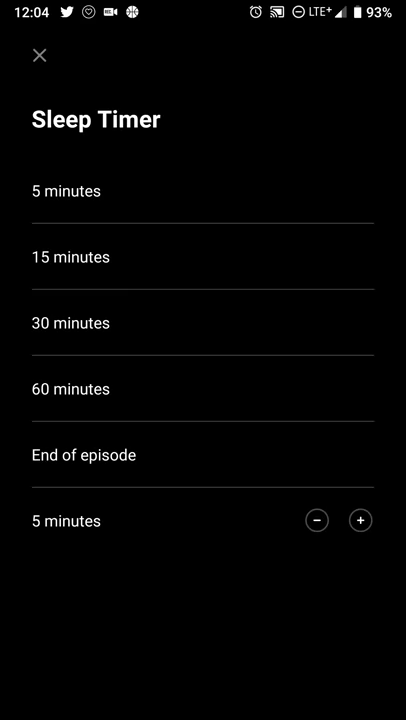 12:04 LTE+ 93%
Sleep Timer
5 minutes
15 minutes
30 minutes
60 minutes
End of episode
5 minutes